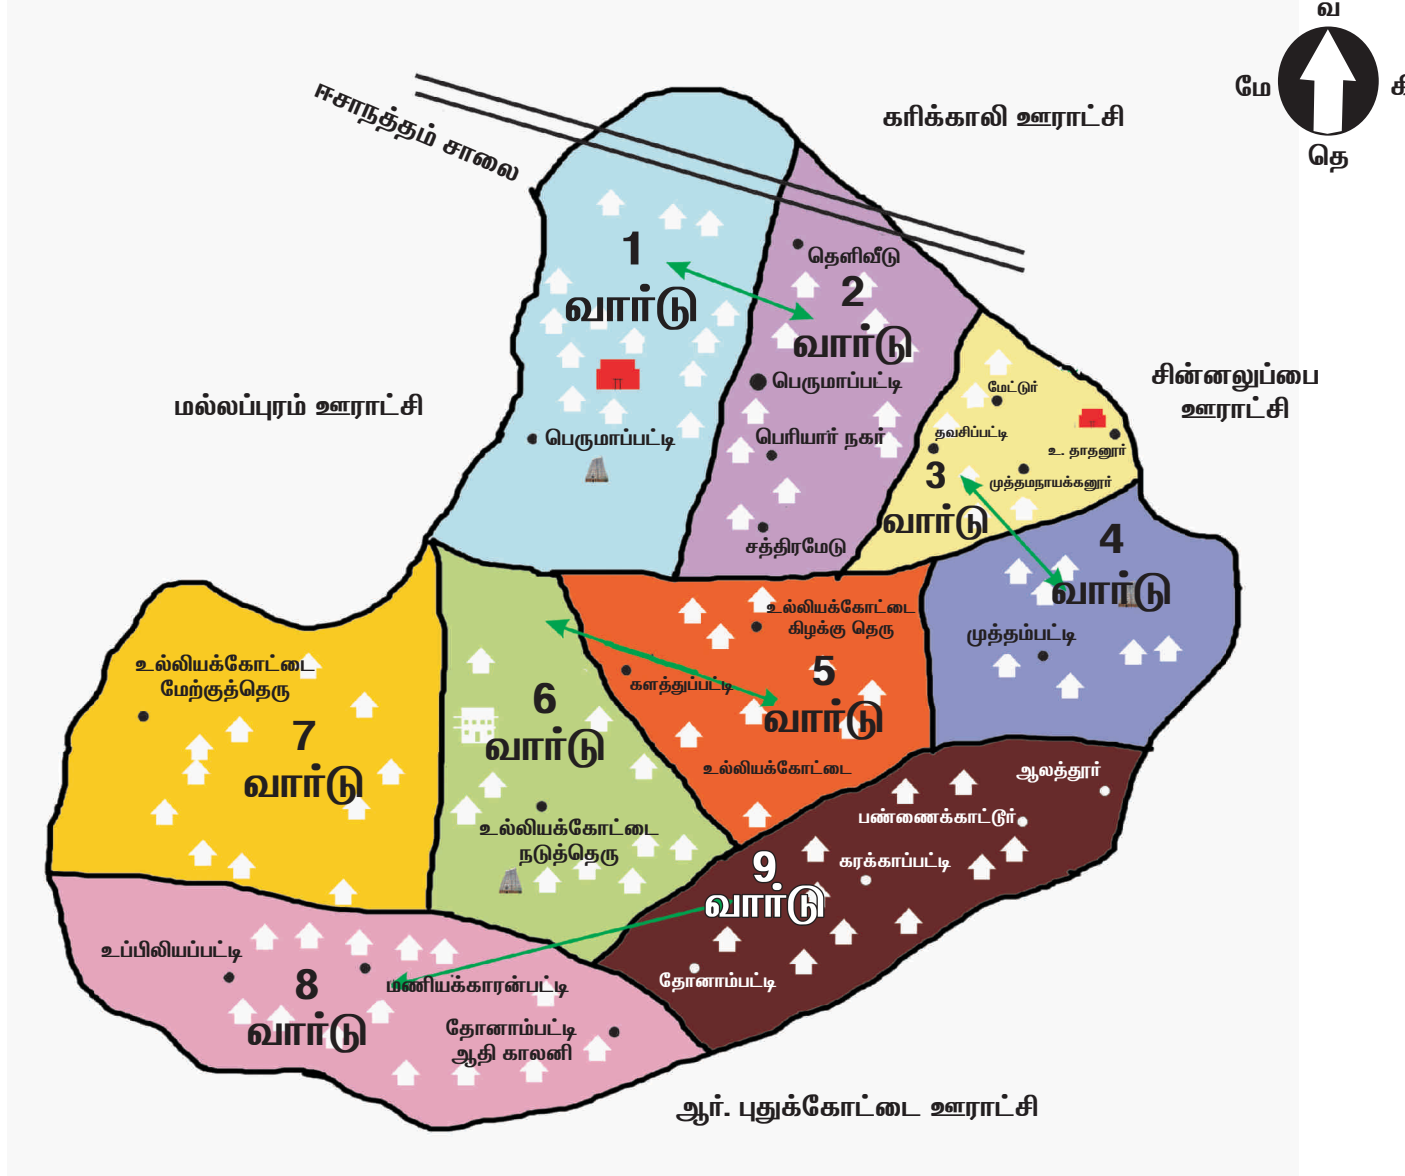 வ
மே
தெ
ஈசாநத்தம் சாலை
கரிக்காலி ஊராட்சி
சின்னலுப்பை
ஊராட்சி
மல்லப்புரம் ஊராட்சி
1
வார்டு
பெருமாப்பட்டி
தெளிவீடு
2
வார்டு
பெருமாப்பட்டி
பெரியார் நகர்
சத்திரமேடு
மேட்டுர்
தவசிப்பட்டி
உ. தாதனூர்
முத்தமநாயக்கனூர்
3
வார்டு
4
வார்டு
முத்தம்பட்டி
உல்லியக்கோட்டை
கிழக்கு தெரு
களத்துப்பட்டி
5
வார்டு
உல்லியக்கோட்டை
6
வார்டு
உல்லியக்கோட்டை
நடுத்தெரு
உல்லியக்கோட்டை
மேற்குத்தெரு
7
வார்டு
உப்பிலியப்பட்டி
8
வார்டு
மணியக்காரன்பட்டி
தோனாம்பட்டி
ஆதி காலனி
ஆலத்தூர்
பண்ணைக்காட்டூர்
கரக்காப்பட்டி
9
வார்டு
தோனாம்பட்டி
ஆர். புதுக்கோட்டை ஊராட்சி